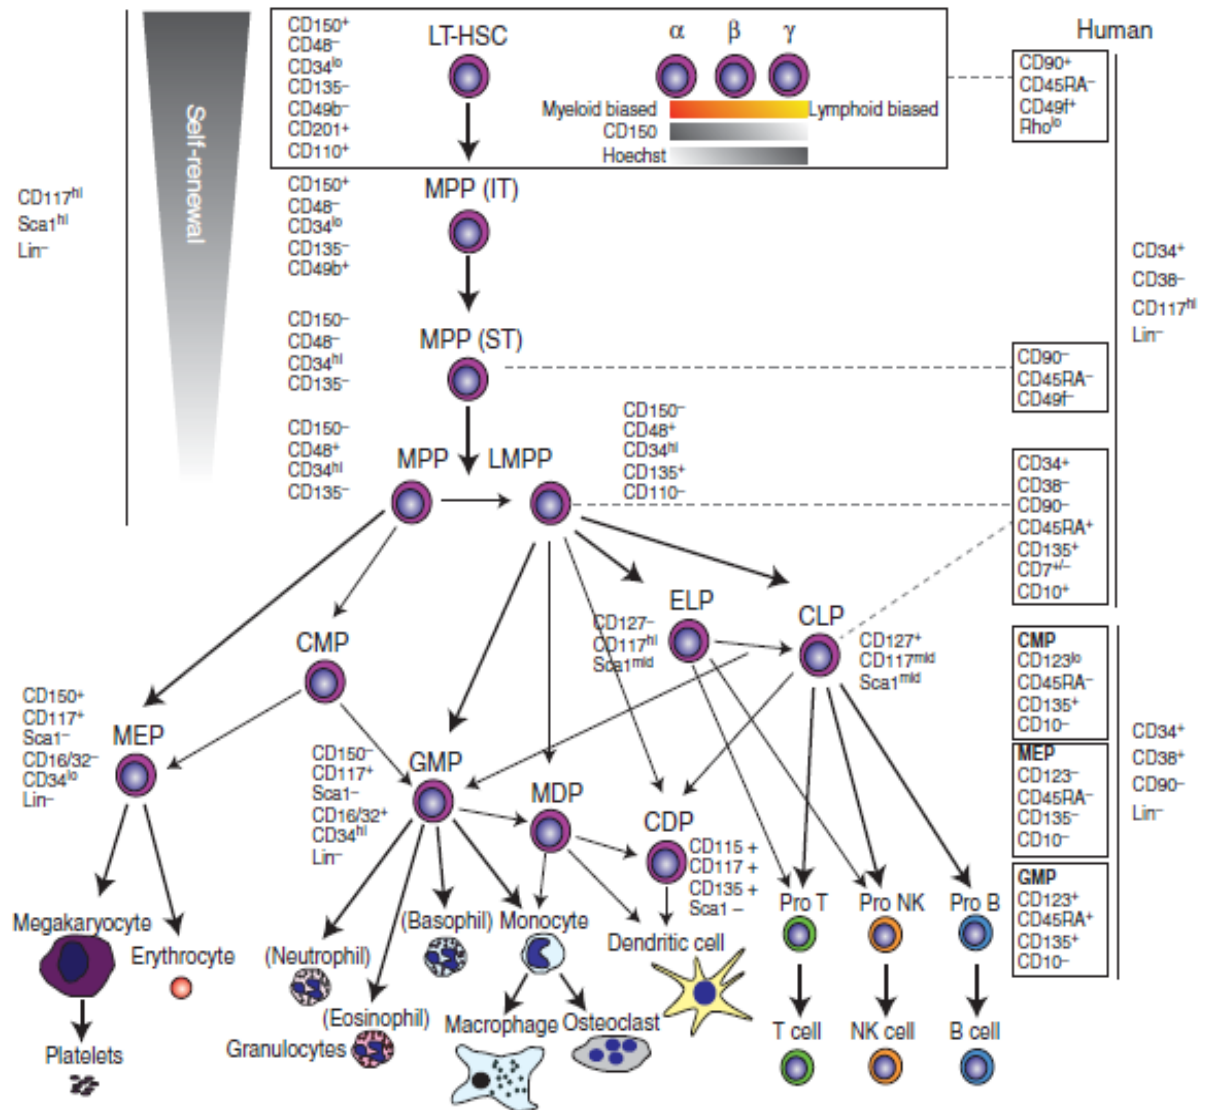 CD150⁺
CD48⁻
CD34ˡᵒ
CD135⁻
CD49b⁻
CD201⁺
CD110⁺
LT-HSC
α β γ
Myeloid biased
Lymphoid biased
CD150
Hoechst
Human
CD90⁺
CD45RA⁻
CD49f⁺
Rhoˡᵒ
Self-renewal
CD117ʰⁱ
Sca1ʰⁱ
Lin⁻
CD150⁺
CD48⁻
CD34ˡᵒ
CD135⁻
CD49b⁺
MPP (IT)
CD34⁺
CD38⁻
CD117ʰⁱ
Lin⁻
CD150⁻
CD48⁻
CD34ʰⁱ
CD135⁻
MPP (ST)
CD90⁻
CD45RA⁻
CD49f⁻
CD150⁻
CD48⁺
CD34ʰⁱ
CD135⁻
MPP
LMPP
CD150⁻
CD48⁺
CD34ʰⁱ
CD135⁺
CD110⁻
CD34⁺
CD38⁻
CD90⁻
CD45RA⁺
CD135⁺
CD7⁺/⁻
CD10⁺
CMP
ELP
CD127⁻
CD117ʰⁱ
Sca1ᵐⁱᵈ
CLP
CD127⁺
CD117ᵐⁱᵈ
Sca1ᵐⁱᵈ
CMP
CD123ˡᵒ
CD45RA⁻
CD135⁺
CD10⁻
MEP
CD123⁻
CD45RA⁻
CD135⁻
CD10⁻
GMP
CD123⁺
CD45RA⁺
CD135⁺
CD10⁻
CD34⁺
CD38⁺
CD90⁻
Lin⁻
CD150⁺
CD117⁺
Sca1⁻
CD16/32⁻
CD34ˡᵒ
Lin⁻
MEP
CD150⁻
CD117⁺
Sca1⁻
CD16/32⁺
CD34ʰⁱ
Lin⁻
GMP
MDP
CDP
CD115 +
CD117 +
CD135 +
Sca1 −
Megakaryocyte
Erythrocyte
(Neutrophil)
(Basophil)
Monocyte
Dendritic cell
Pro T
Pro NK
Pro B
(Eosinophil)
Granulocytes
Macrophage
Osteoclast
Platelets
T cell
NK cell
B cell